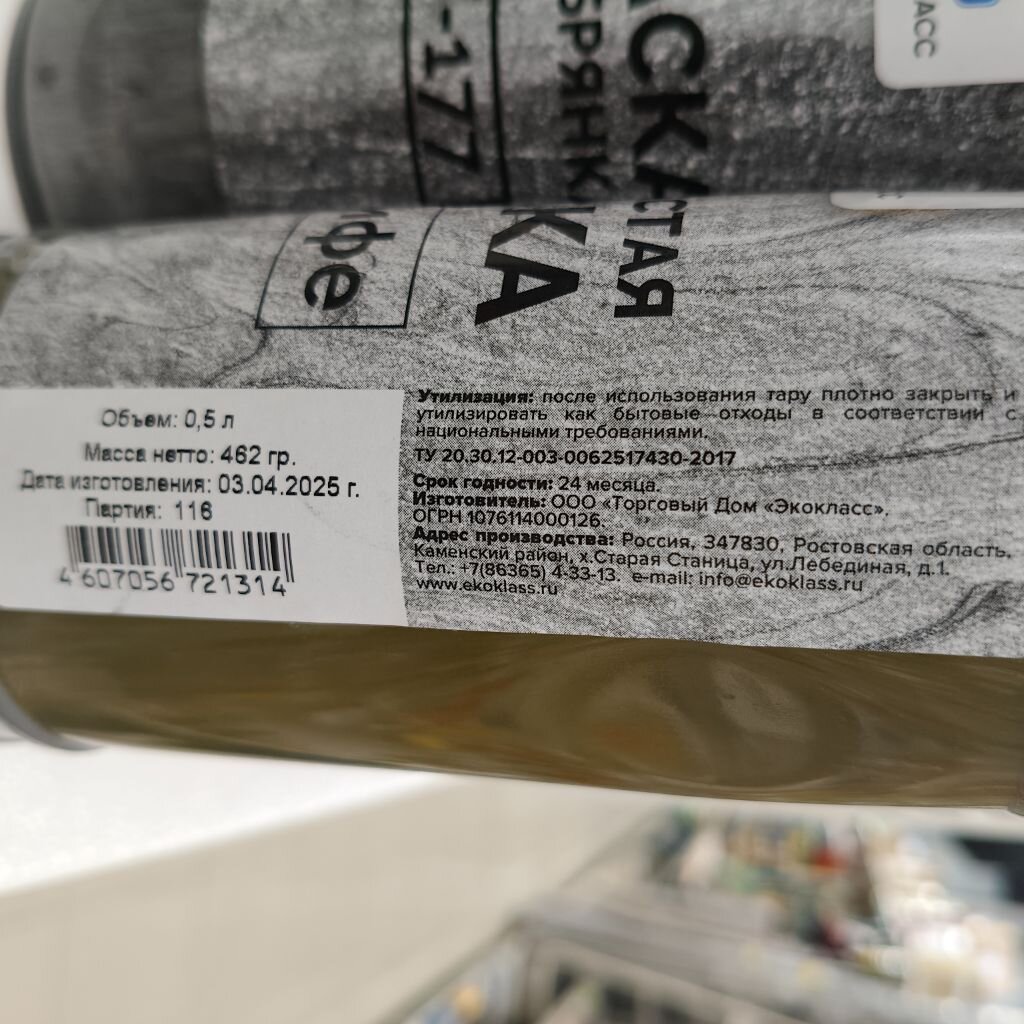 АСС
-177
БРЯНК
АСКА
ифе
КА
СТАЯ
Объем: 0,5 л
Масса нетто: 462 гр.
Дата изготовления: 03.04.2025 г.
Партия: 116
4 607056 721314
Утилизация: после использования тару плотно закрыть и
утилизировать как бытовые отходы в соответствии с
национальными требованиями.
ТУ 20.30.12-003-0062517430-2017
Срок годности: 24 месяца.
Изготовитель: ООО «Торговый Дом «Экокласс».
ОГРН 1076114000126.
Адрес производства: Россия, 347830, Ростовская область,
Каменский район, х.Старая Станица, ул.Лебединая, д.1.
Тел.: +7(86365) 4-33-13. e-mail: info@ekoklass.ru
www.ekoklass.ru